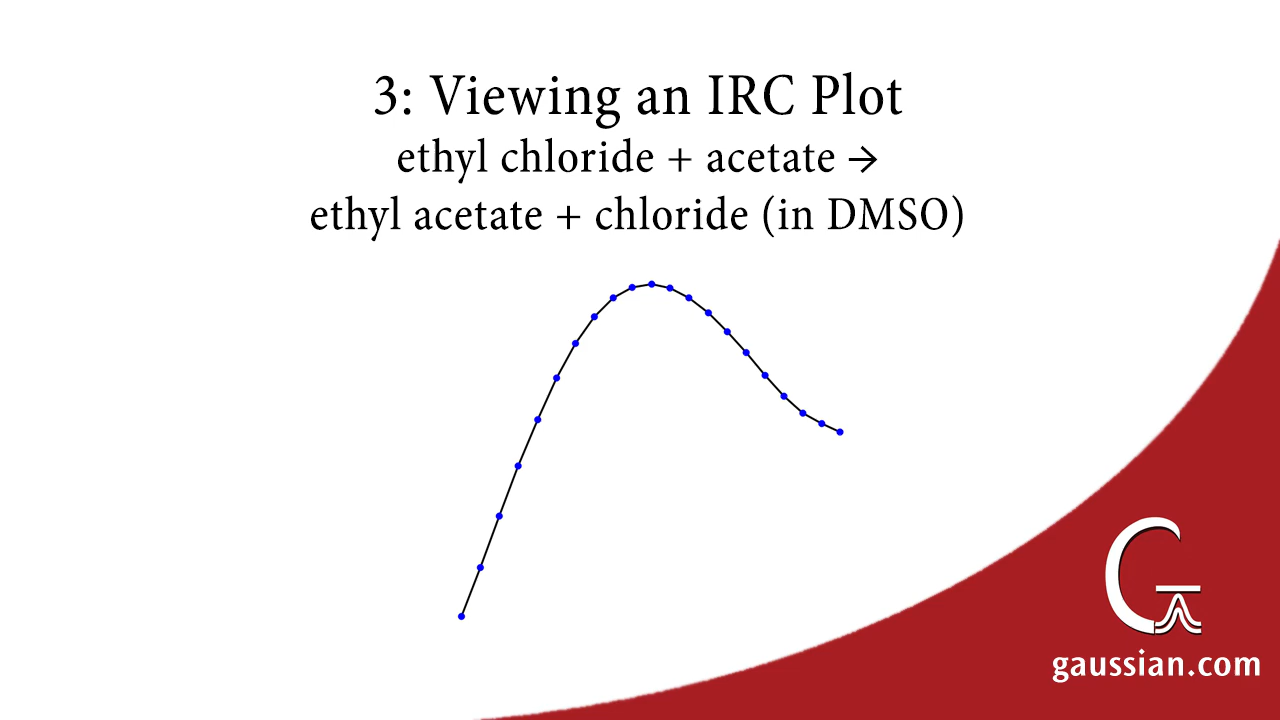 3: Viewing an IRC Plot
ethyl chloride + acetate →
ethyl acetate + chloride (in DMSO)
gaussian.com